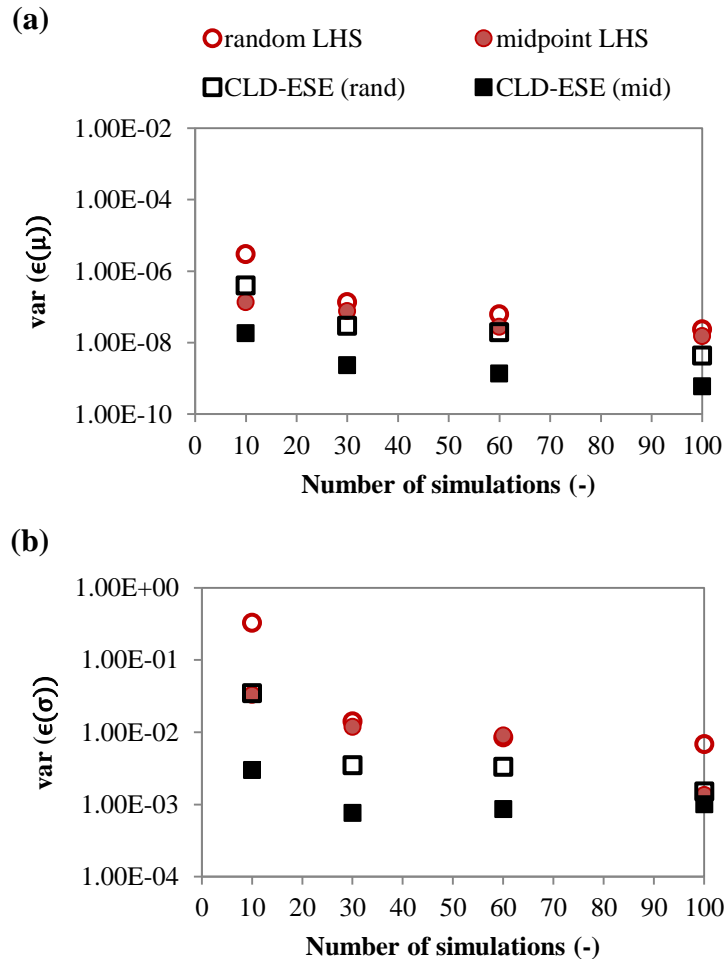 (a)
random LHS midpoint LHS
CLD-ESE (rand) CLD-ESE (mid)
1.00E-02
1.00E-04
1.00E-06
1.00E-08
1.00E-10
var (ϵ(μ))
0 10 20 30 40 50 60 70 80 90 100
Number of simulations (-)
(b)
1.00E+00
1.00E-01
1.00E-02
1.00E-03
1.00E-04
var (ϵ(σ))
0 10 20 30 40 50 60 70 80 90 100
Number of simulations (-)